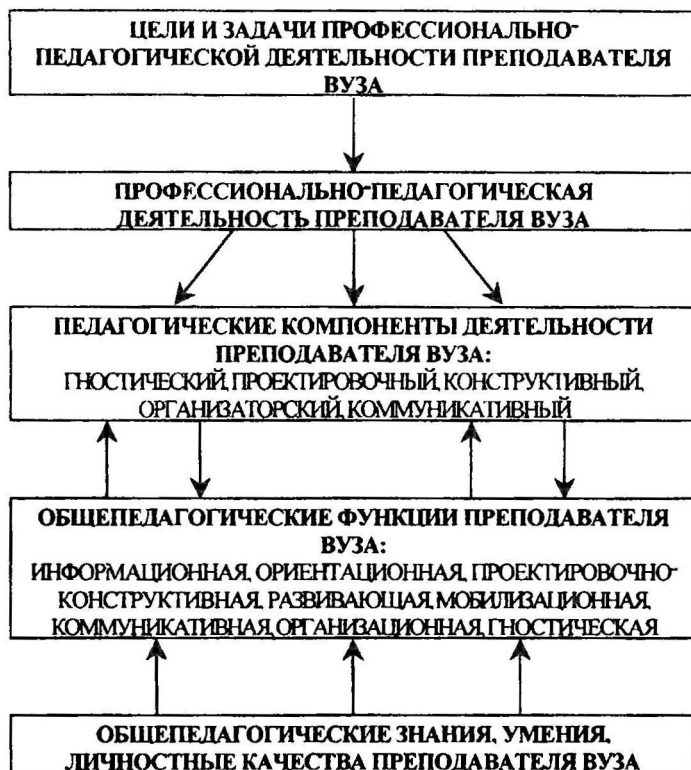 ЦЕЛИ И ЗАДАЧИ ПРОФЕССИОНАЛЬНО-
ПЕДАГОГИЧЕСКОЙ ДЕЯТЕЛЬНОСТИ ПРЕПОДАВАТЕЛЯ
ВУЗА
ПРОФЕССИОНАЛЬНО-ПЕДАГОГИЧЕСКАЯ
ДЕЯТЕЛЬНОСТЬ ПРЕПОДАВАТЕЛЯ ВУЗА
ПЕДАГОГИЧЕСКИЕ КОМПОНЕНТЫ ДЕЯТЕЛЬНОСТИ
ПРЕПОДАВАТЕЛЯ ВУЗА:
ГНОСТИЧЕСКИЙ, ПРОЕКТИРОВОЧНЫЙ, КОНСТРУКТИВНЫЙ,
ОРГАНИЗАТОРСКИЙ, КОММУНИКАТИВНЫЙ
ОБЩЕПЕДАГОГИЧЕСКИЕ ФУНКЦИИ ПРЕПОДАВАТЕЛЯ
ВУЗА:
ИНФОРМАЦИОННАЯ, ОРИЕНТАЦИОННАЯ, ПРОЕКТИРОВОЧНО-
КОНСТРУКТИВНАЯ, РАЗВИВАЮЩАЯ, МОБИЛИЗАЦИОННАЯ,
КОММУНИКАТИВНАЯ, ОРГАНИЗАЦИОННАЯ, ГНОСТИЧЕСКАЯ
ОБЩЕПЕДАГОГИЧЕСКИЕ ЗНАНИЯ, УМЕНИЯ,
ЛИЧНОСТНЫЕ КАЧЕСТВА ПРЕПОДАВАТЕЛЯ ВУЗА